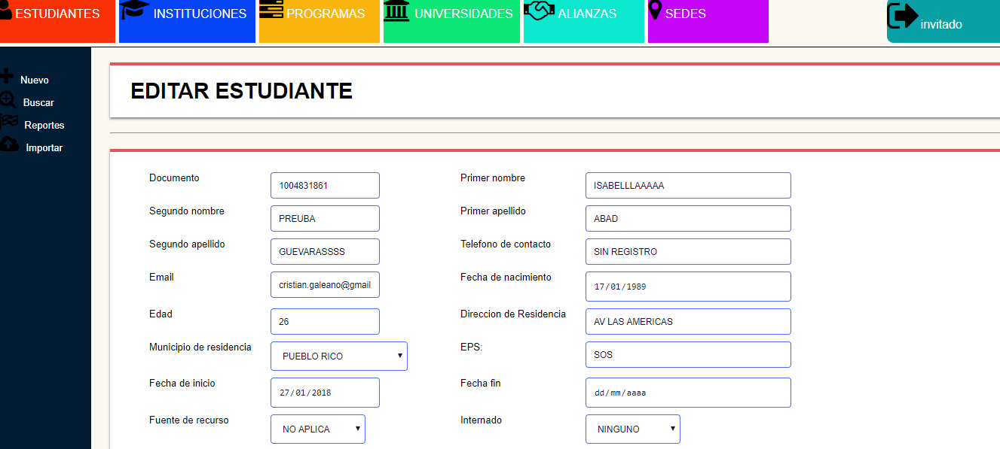 ESTUDIANTES INSTITUCIONES PROGRAMAS UNIVERSIDADES ALIANZAS SEDES invitado
Nuevo
Buscar
Reportes
Importar
EDITAR ESTUDIANTE
Documento 1004831861 Primer nombre ISABELLLAAAAA
Segundo nombre PREUBA Primer apellido ABAD
Segundo apellido GUEVARASSSS Telefono de contacto SIN REGISTRO
Email cristian.galeano@gmail Fecha de nacimiento 17/01/1989
Edad 26 Direccion de Residencia AV LAS AMERICAS
Municipio de residencia PUEBLO RICO EPS: SOS
Fecha de inicio 27/01/2018 Fecha fin dd/mm/aaaa
Fuente de recurso NO APLICA Internado NINGUNO